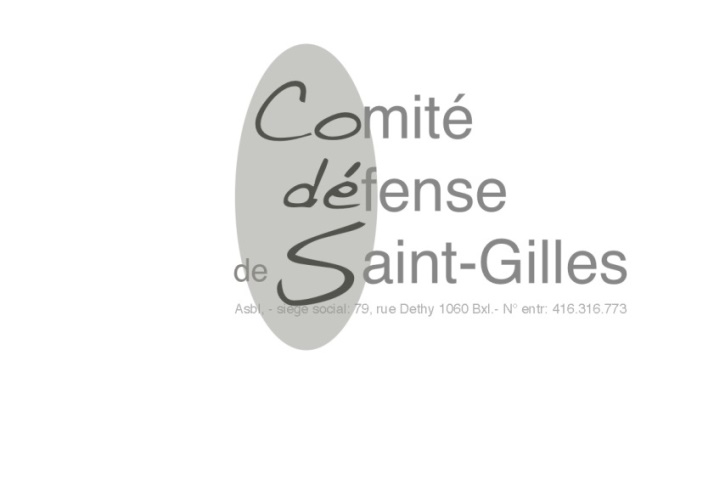 Comité
défense
de Saint-Gilles
Asbl, - siège social: 79, rue Dethy 1060 Bxl.- N° entr: 416.316.773